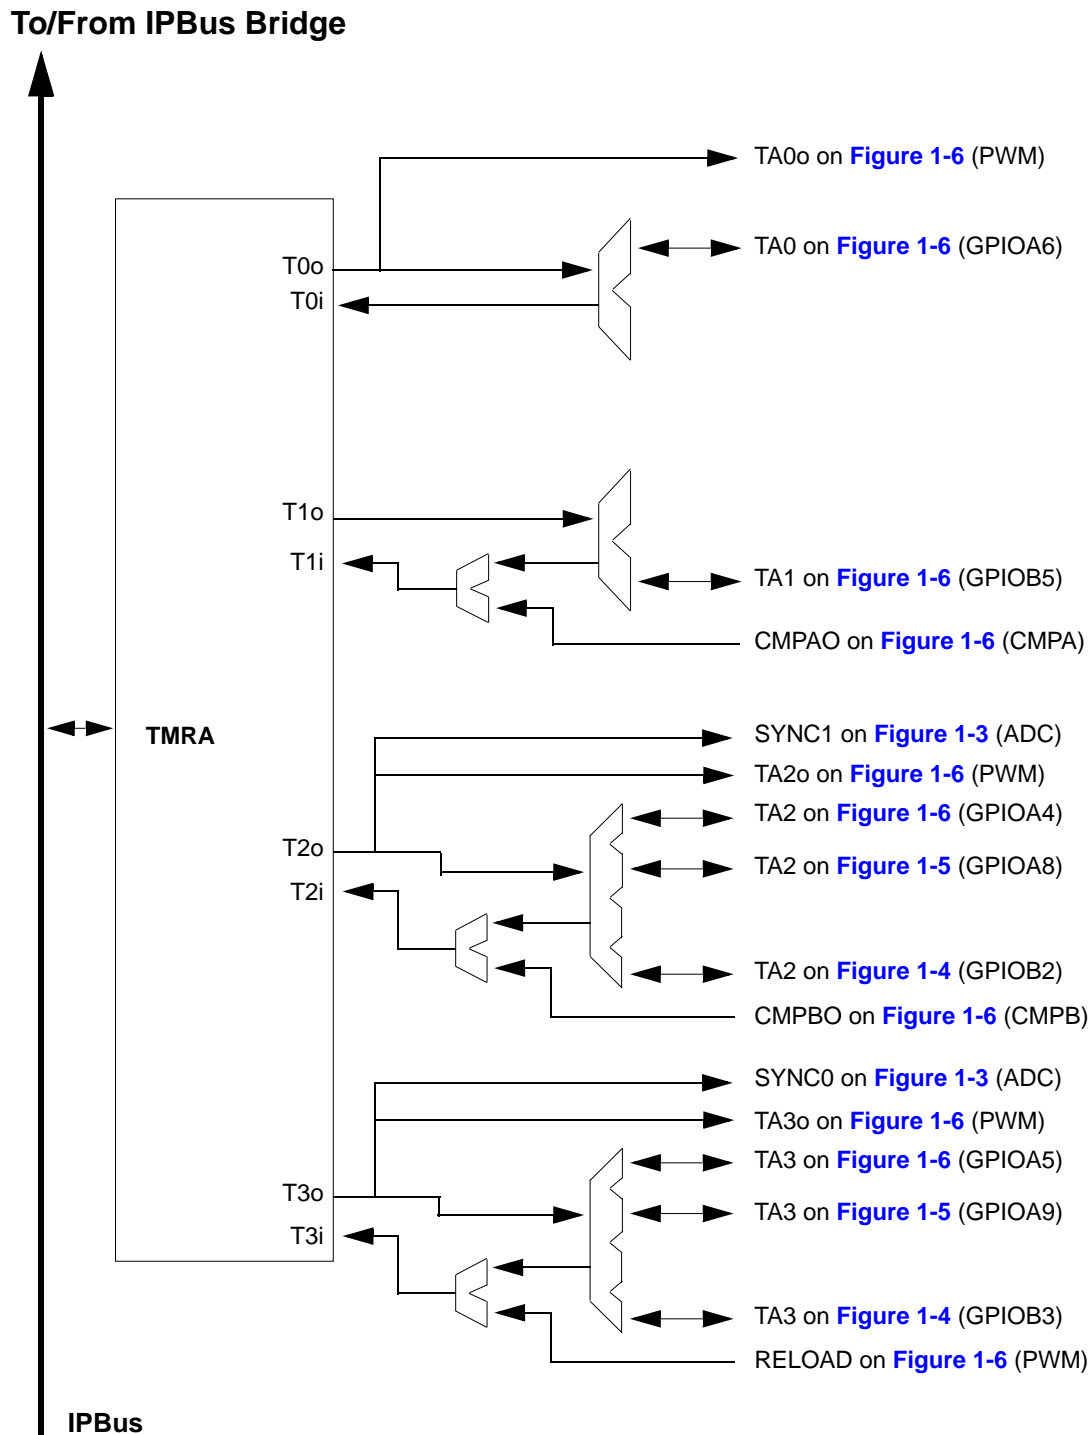 To/From IPBus Bridge
TA0o on Figure 1-6 (PWM)
TA0 on Figure 1-6 (GPIOA6)
T0o
T0i
T1o
T1i
TA1 on Figure 1-6 (GPIOB5)
CMPAO on Figure 1-6 (CMPA)
TMRA
SYNC1 on Figure 1-3 (ADC)
TA2o on Figure 1-6 (PWM)
TA2 on Figure 1-6 (GPIOA4)
T2o
TA2 on Figure 1-5 (GPIOA8)
T2i
TA2 on Figure 1-4 (GPIOB2)
CMPBO on Figure 1-6 (CMPB)
SYNC0 on Figure 1-3 (ADC)
TA3o on Figure 1-6 (PWM)
TA3 on Figure 1-6 (GPIOA5)
T3o
TA3 on Figure 1-5 (GPIOA9)
T3i
TA3 on Figure 1-4 (GPIOB3)
RELOAD on Figure 1-6 (PWM)
IPBus